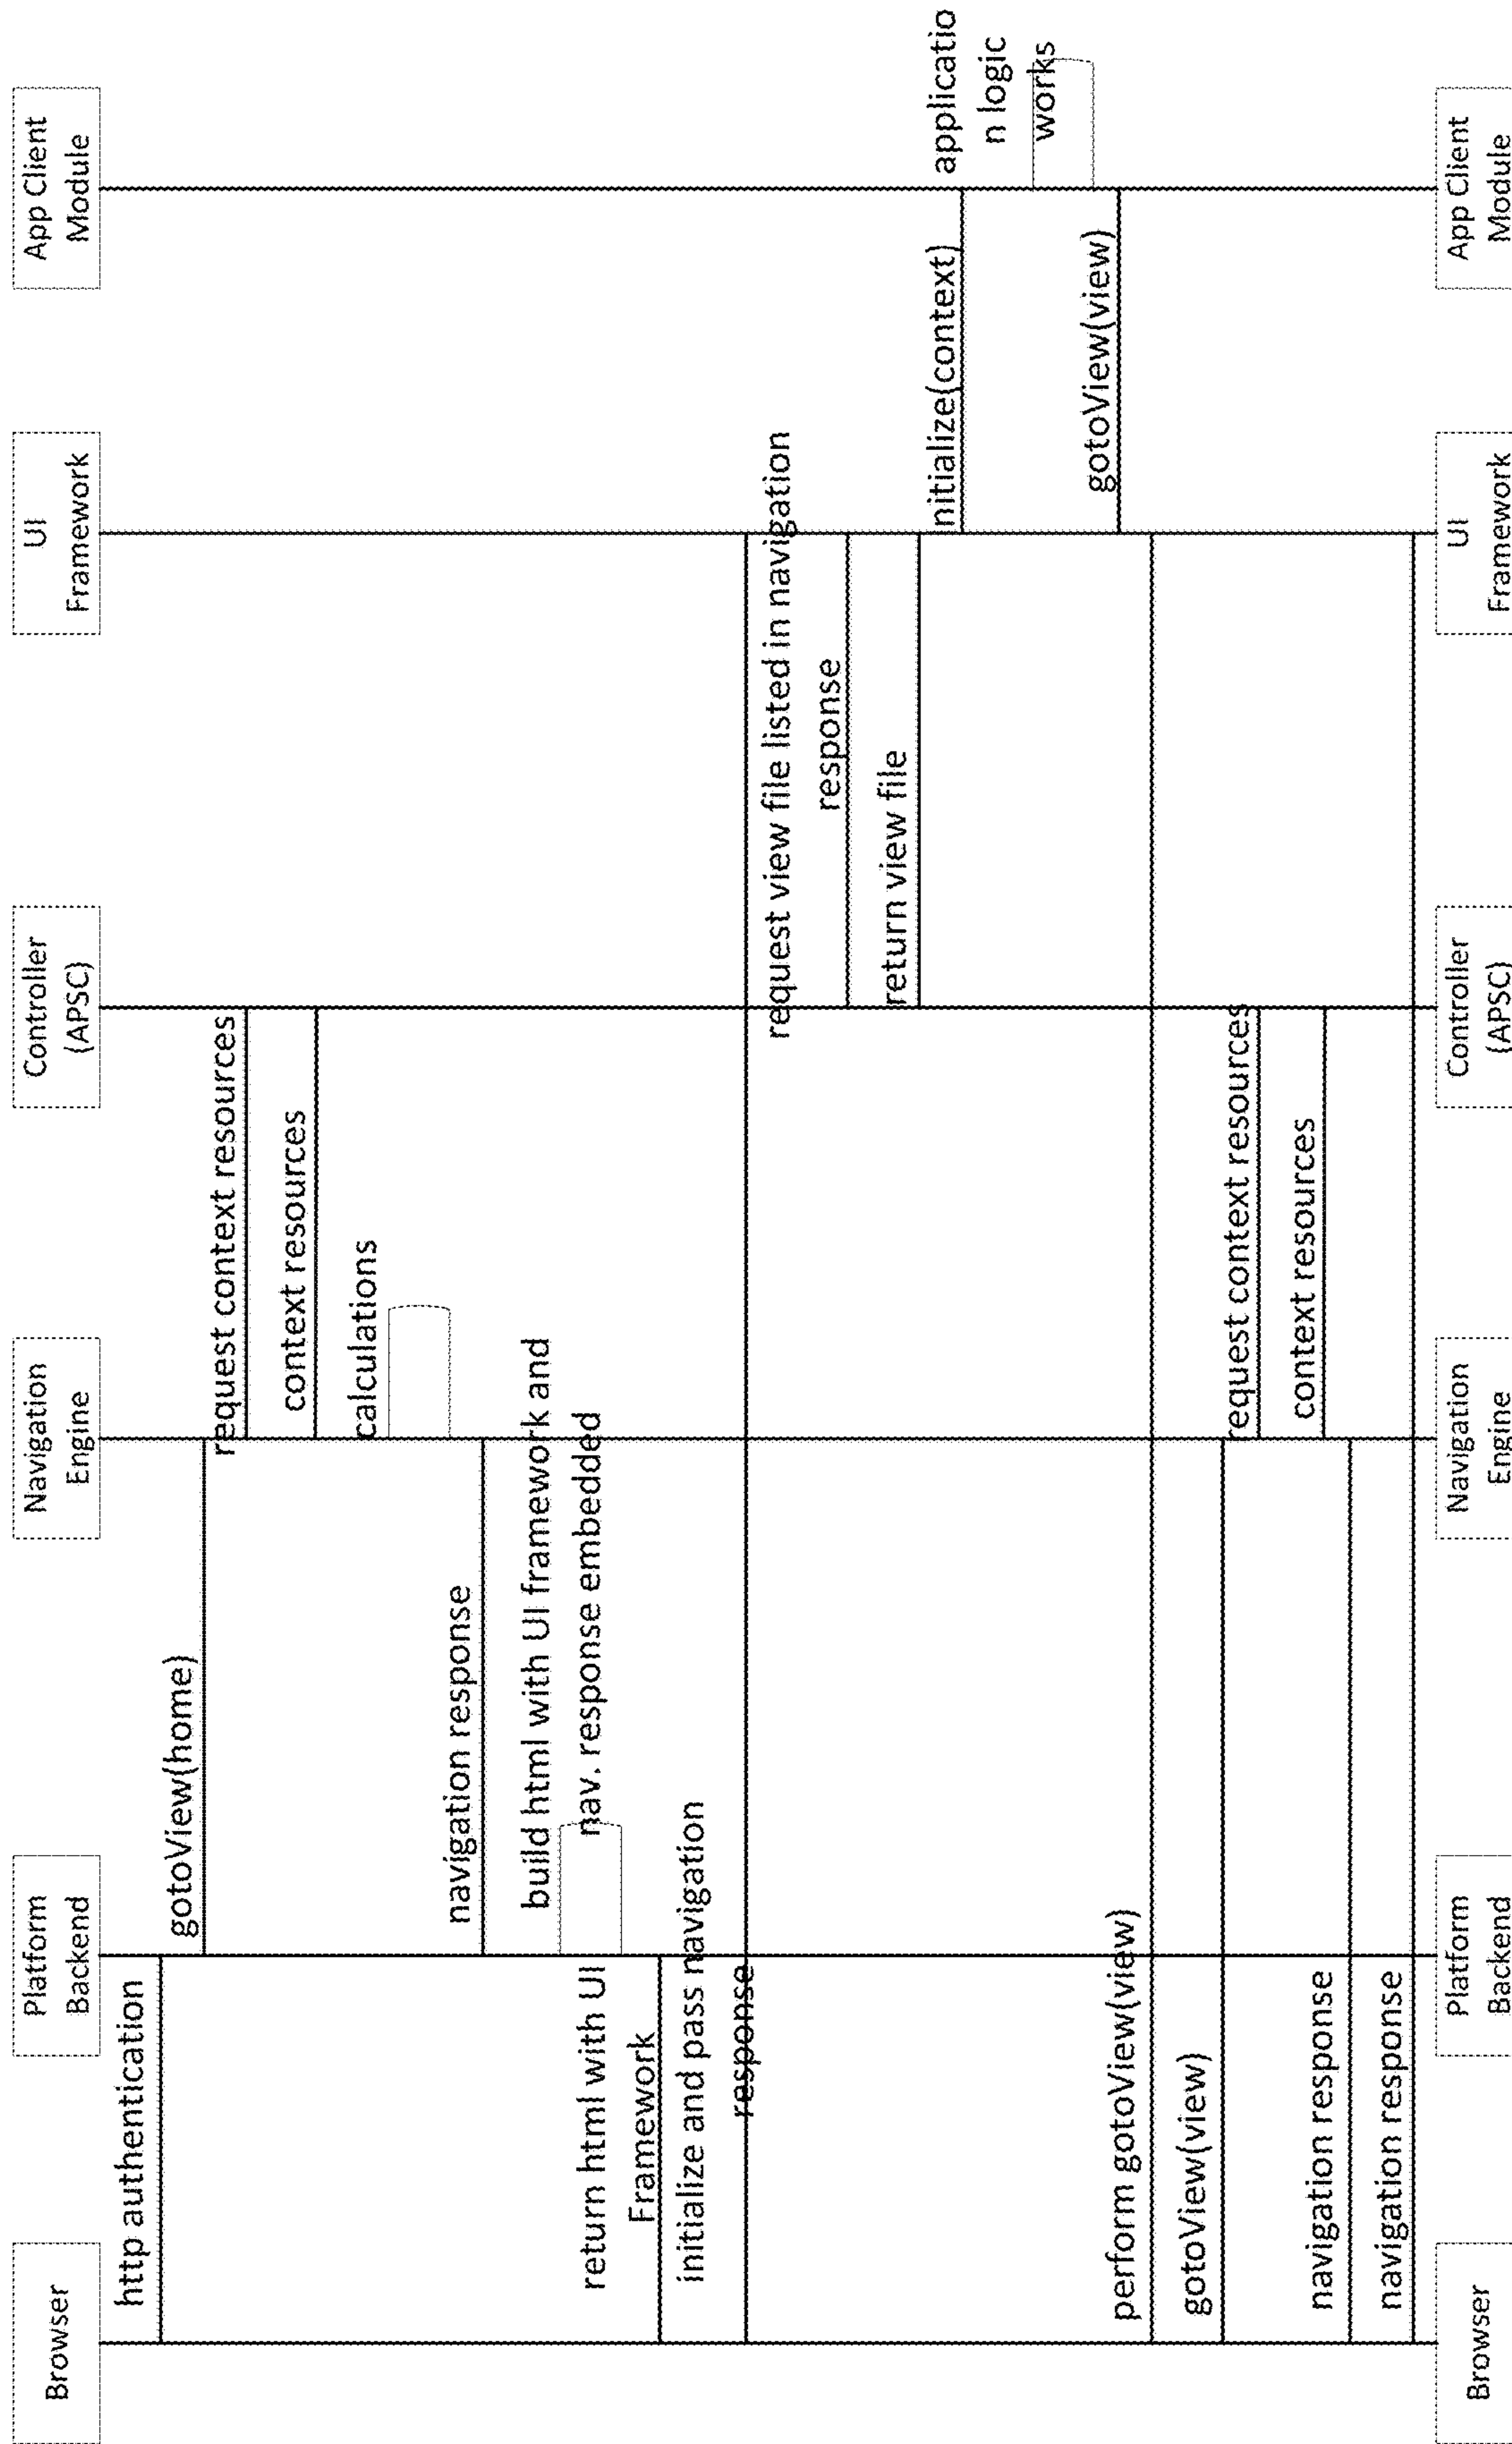 Browser
Platform
Backend
Navigation
Engine
Controller
(APSC)
UI
Framework
App Client
Module
http authentication
gotoView(home)
request context resources
context resources
calculations
navigation response
build html with UI framework and
nav. response embedded
return html with UI
Framework
initialize and pass navigation
response
request view file listed in navigation
response
return view file
nitialize(context)
applicatio
n logic
works
gotoView(view)
perform gotoView(view)
gotoView(view)
request context resources
context resources
navigation response
navigation response
Browser
Platform
Backend
Navigation
Engine
Controller
(APSC)
UI
Framework
App Client
Module